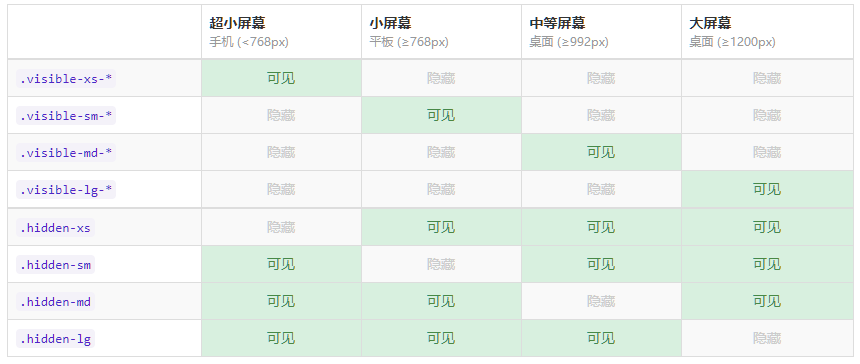 超小屏幕 小屏幕 中等屏幕 大屏幕
手机 (<768px) 平板 (≥768px) 桌面 (≥992px) 桌面 (≥1200px)
.visible-xs-* 可见 隐藏 隐藏 隐藏
.visible-sm-* 隐藏 可见 隐藏 隐藏
.visible-md-* 隐藏 隐藏 可见 隐藏
.visible-lg-* 隐藏 隐藏 隐藏 可见
.hidden-xs 隐藏 可见 可见 可见
.hidden-sm 可见 隐藏 可见 可见
.hidden-md 可见 可见 隐藏 可见
.hidden-lg 可见 可见 可见 隐藏